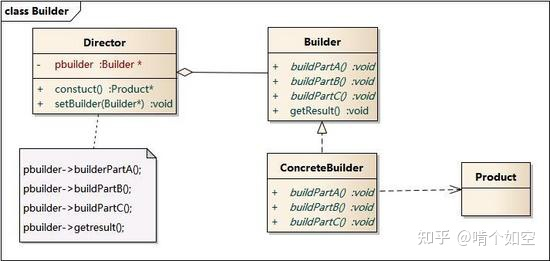 class Builder
Director
- pbuilder :Builder *
+ constuct() :Product*
+ setBuilder(Builder*) :void
Builder
+ buildPartA() :void
+ buildPartB() :void
+ buildPartC() :void
+ getResult() :void
pbuilder->builderPartA();
pbuilder->buildPartB();
pbuilder->buildPartC();
pbuilder->getresult();
ConcreteBuilder
+ buildPartA() :void
+ buildPartB() :void
+ buildPartC() :void
Product
知乎 @啃个如空